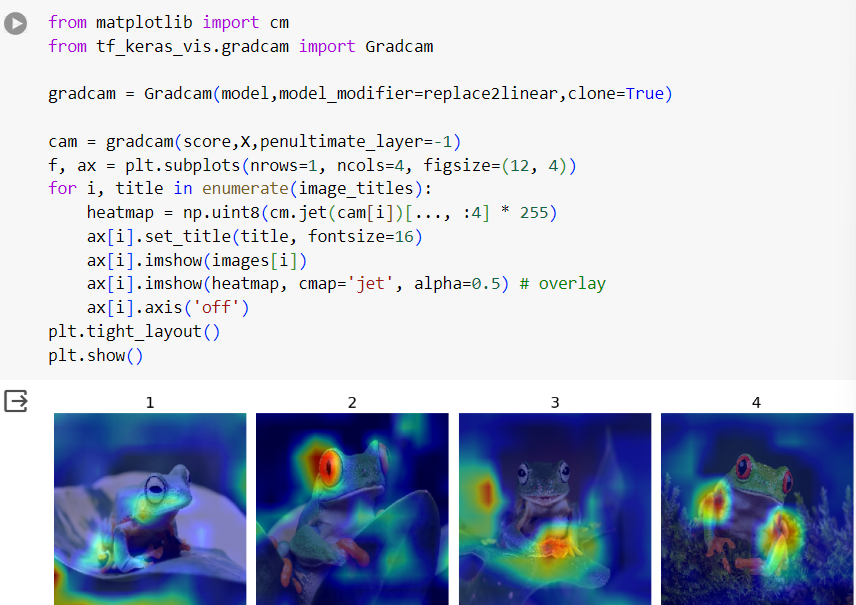 from matplotlib import cm
from tf_keras_vis.gradcam import Gradcam
gradcam = Gradcam(model,model_modifier=replace2linear,clone=True)
cam = gradcam(score,X,penultimate_layer=-1)
f, ax = plt.subplots(nrows=1, ncols=4, figsize=(12, 4))
for i, title in enumerate(image_titles):
    heatmap = np.uint8(cm.jet(cam[i])[..., :4] * 255)
    ax[i].set_title(title, fontsize=16)
    ax[i].imshow(images[i])
    ax[i].imshow(heatmap, cmap='jet', alpha=0.5) # overlay
    ax[i].axis('off')
plt.tight_layout()
plt.show()
1 2 3 4